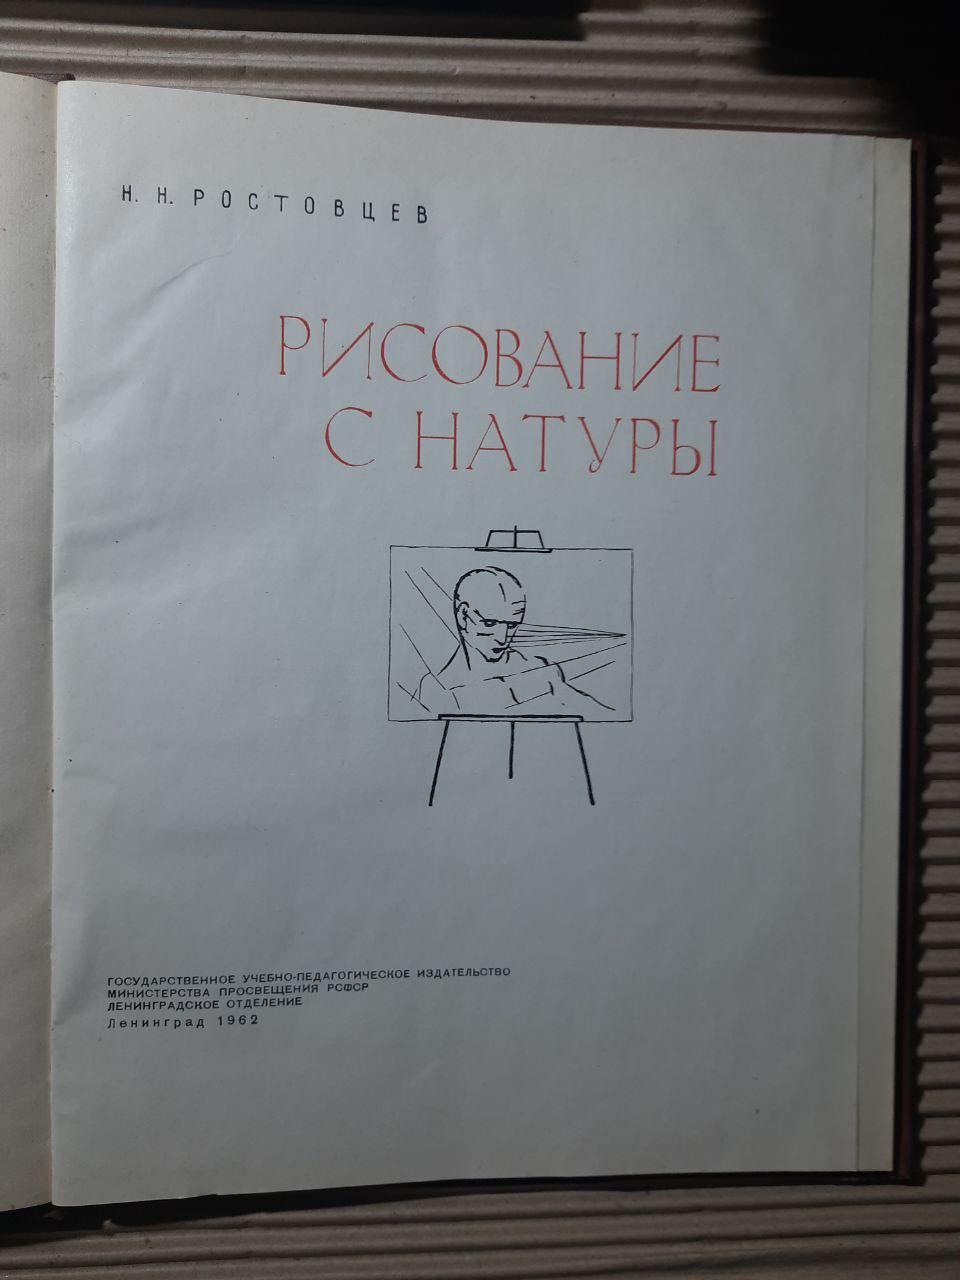 Н. Н. РОСТОВЦЕВ
РИСОВАНИЕ
С НАТУРЫ
ГОСУДАРСТВЕННОЕ УЧЕБНО-ПЕДАГОГИЧЕСКОЕ ИЗДАТЕЛЬСТВО
МИНИСТЕРСТВА ПРОСВЕЩЕНИЯ РСФСР
ЛЕНИНГРАДСКОЕ ОТДЕЛЕНИЕ
Ленинград 1962